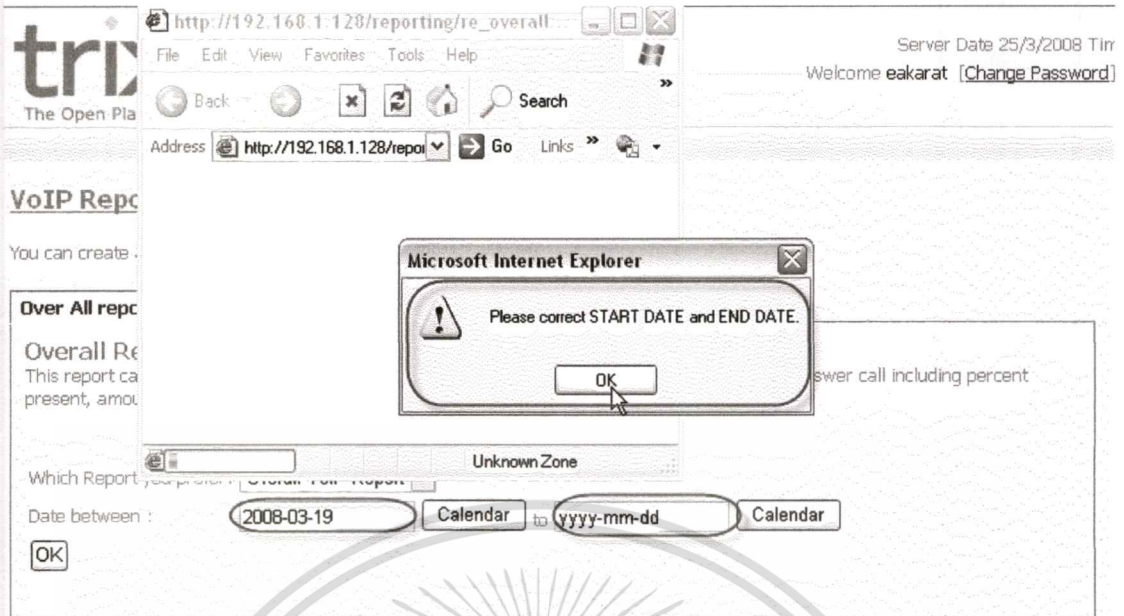 trix
The Open Pla
http://192.168.1.128/reporting/re_overall
File Edit View Favorites Tools Help
Back Search
Address http://192.168.1.128/repor Go Links
Server Date 25/3/2008 Tim
Welcome eakarat [Change Password]
VoIP Repo
You can create
Microsoft Internet Explorer
Please correct START DATE and END DATE.
OK
Over All repo
Overall Re
This report ca swer call including percent
present, amou
Unknown Zone
Which Report
Date between : 2008-03-19 Calendar to yyyy-mm-dd Calendar
OK